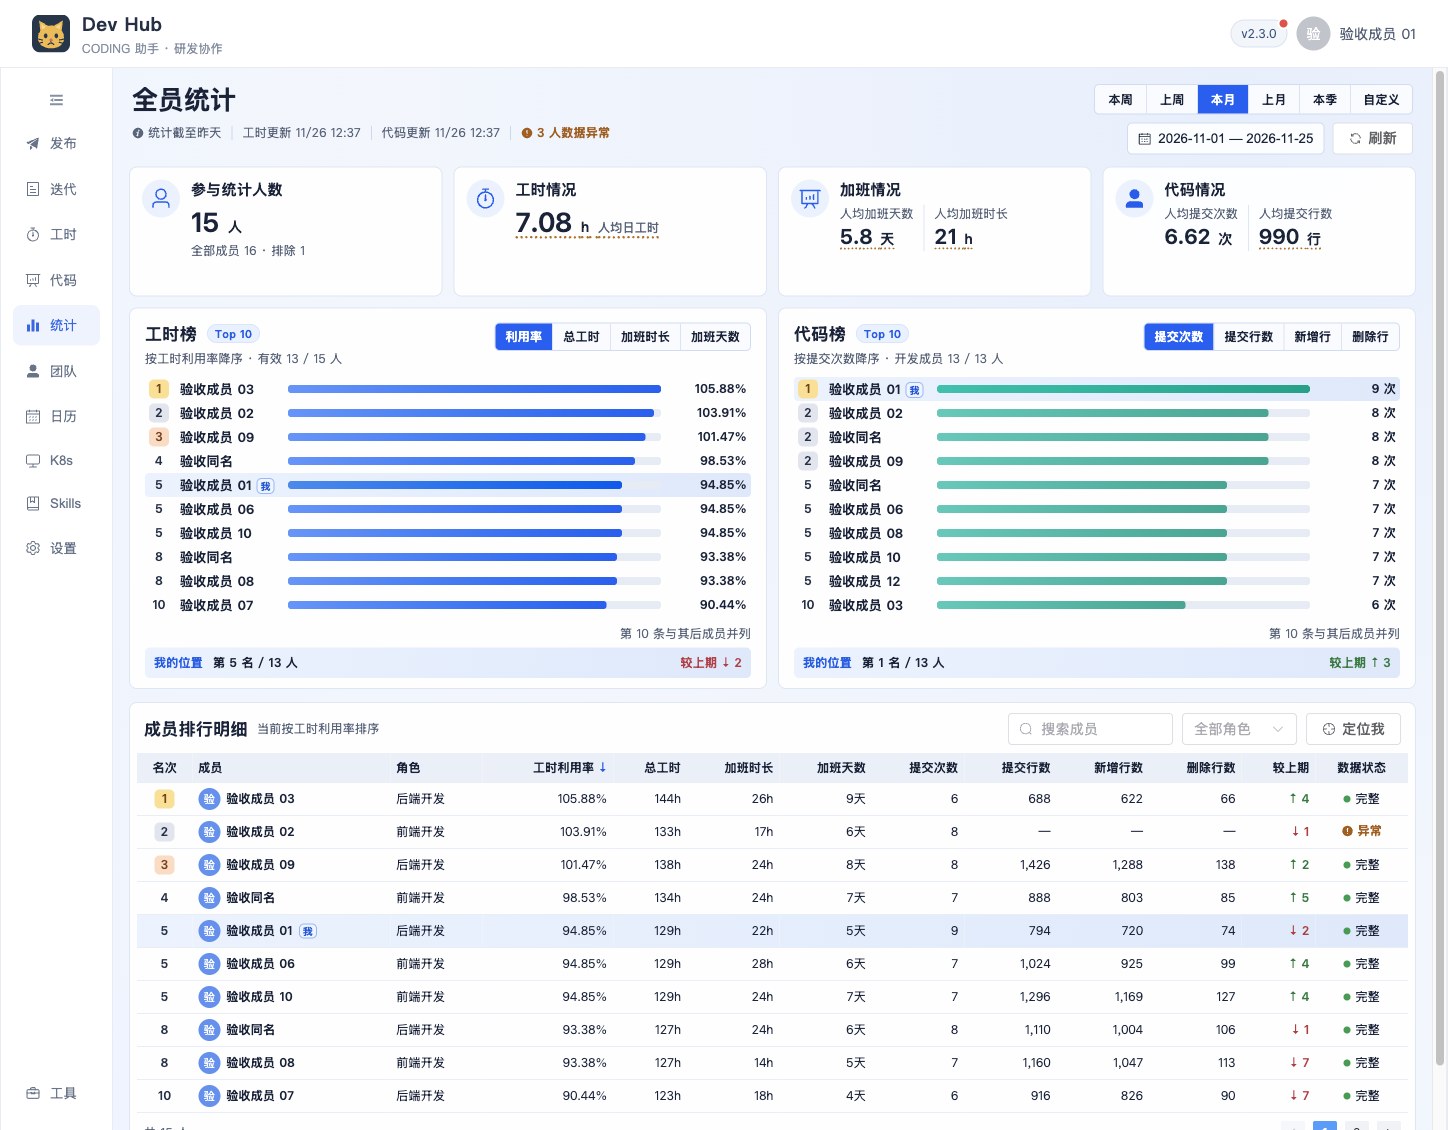 Dev Hub
CODING 助手 · 研发协作
v2.3.0
验 验收成员 01
发布
迭代
工时
代码
统计
团队
日历
K8s
Skills
设置
工具
全员统计
本周 上周 本月 上月 本季 自定义
统计截至昨天 工时更新 11/26 12:37 代码更新 11/26 12:37 3 人数据异常
2026-11-01 — 2026-11-25 刷新
参与统计人数
15 人
全部成员 16 · 排除 1
工时情况
7.08 h 人均日工时
加班情况
人均加班天数 人均加班时长
5.8 天 21 h
代码情况
人均提交次数 人均提交行数
6.62 次 990 行
工时榜 Top 10 利用率 总工时 加班时长 加班天数
按工时利用率降序 · 有效 13 / 15 人
1 验收成员 03 105.88%
2 验收成员 02 103.91%
3 验收成员 09 101.47%
4 验收同名 98.53%
5 验收成员 01 我 94.85%
5 验收成员 06 94.85%
5 验收成员 10 94.85%
8 验收同名 93.38%
8 验收成员 08 93.38%
10 验收成员 07 90.44%
第 10 条与其后成员并列
我的位置 第 5 名 / 13 人 较上期 ↓ 2
代码榜 Top 10 提交次数 提交行数 新增行 删除行
按提交次数降序 · 开发成员 13 / 13 人
1 验收成员 01 我 9 次
2 验收成员 02 8 次
2 验收同名 8 次
2 验收成员 09 8 次
5 验收同名 7 次
5 验收成员 06 7 次
5 验收成员 08 7 次
5 验收成员 10 7 次
5 验收成员 12 7 次
10 验收成员 03 6 次
第 10 条与其后成员并列
我的位置 第 1 名 / 13 人 较上期 ↑ 3
成员排行明细 当前按工时利用率排序 搜索成员 全部角色 定位我
名次 成员 角色 工时利用率 ↓ 总工时 加班时长 加班天数 提交次数 提交行数 新增行数 删除行数 较上期 数据状态
1 验 验收成员 03 后端开发 105.88% 144h 26h 9天 6 688 622 66 ↑ 4 完整
2 验 验收成员 02 前端开发 103.91% 133h 17h 6天 8 — — — ↓ 1 异常
3 验 验收成员 09 后端开发 101.47% 138h 24h 8天 8 1,426 1,288 138 ↑ 2 完整
4 验 验收同名 前端开发 98.53% 134h 24h 7天 7 888 803 85 ↑ 5 完整
5 验 验收成员 01 我 后端开发 94.85% 129h 22h 5天 9 794 720 74 ↓ 2 完整
5 验 验收成员 06 前端开发 94.85% 129h 28h 6天 7 1,024 925 99 ↑ 4 完整
5 验 验收成员 10 前端开发 94.85% 129h 24h 7天 7 1,296 1,169 127 ↑ 4 完整
8 验 验收同名 后端开发 93.38% 127h 24h 6天 8 1,110 1,004 106 ↓ 1 完整
8 验 验收成员 08 前端开发 93.38% 127h 14h 5天 7 1,160 1,047 113 ↓ 7 完整
10 验 验收成员 07 后端开发 90.44% 123h 18h 4天 6 916 826 90 ↓ 7 完整